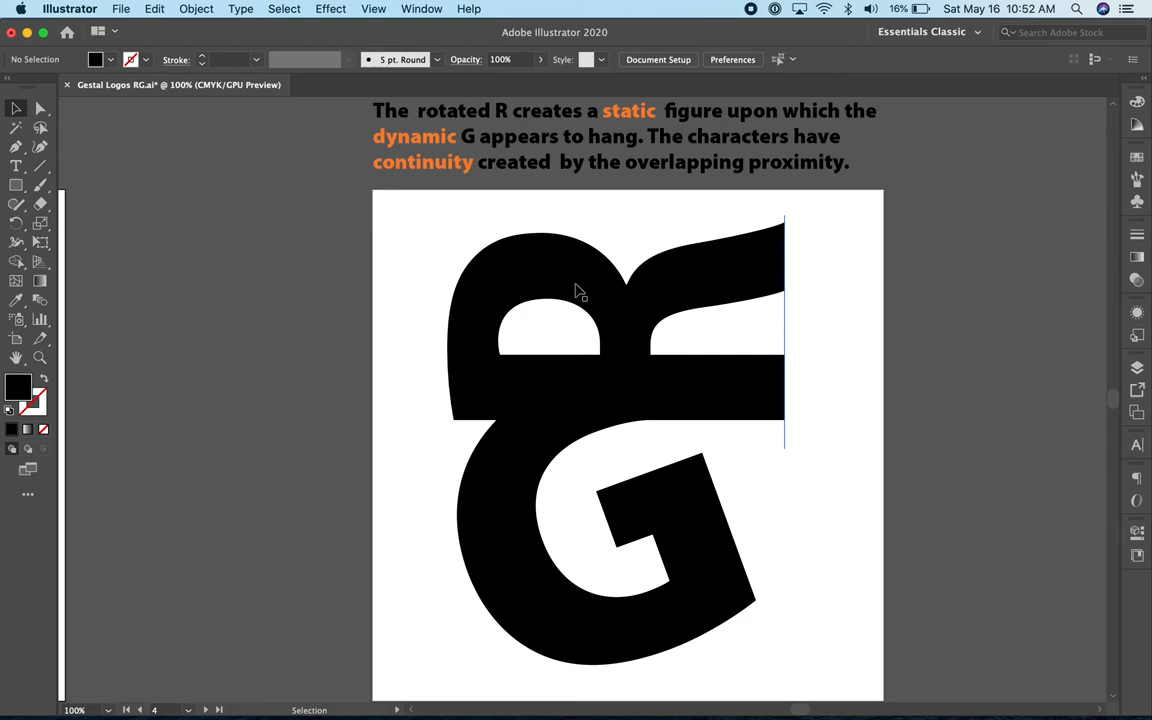 Illustrator File Edit Object Type Select Effect View Window Help 16% Sat May 16 10:52 AM
Adobe Illustrator 2020 Essentials Classic Search Adobe Stock
No Selection Stroke: 5 pt. Round Opacity: 100% Style: Document Setup Preferences
× Gestal Logos RG.ai* @ 100% (CMYK/GPU Preview)
The rotated R creates a static figure upon which the
dynamic G appears to hang. The characters have
continuity created by the overlapping proximity.
R
G
100% 4 Selection